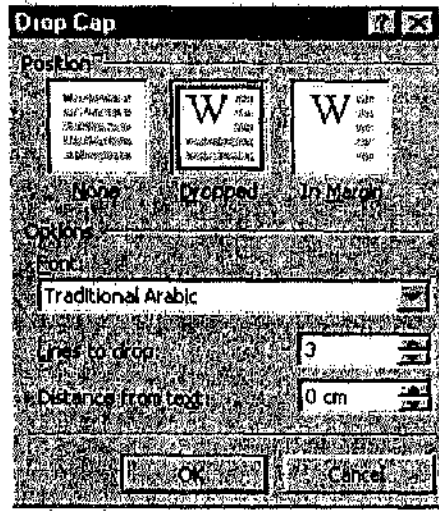 Drop Cap
Position
W W
None Dropped In Margin
Options
Font:
Traditional Arabic
Lines to drop: 3
Distance from text: 0 cm
OK Cancel